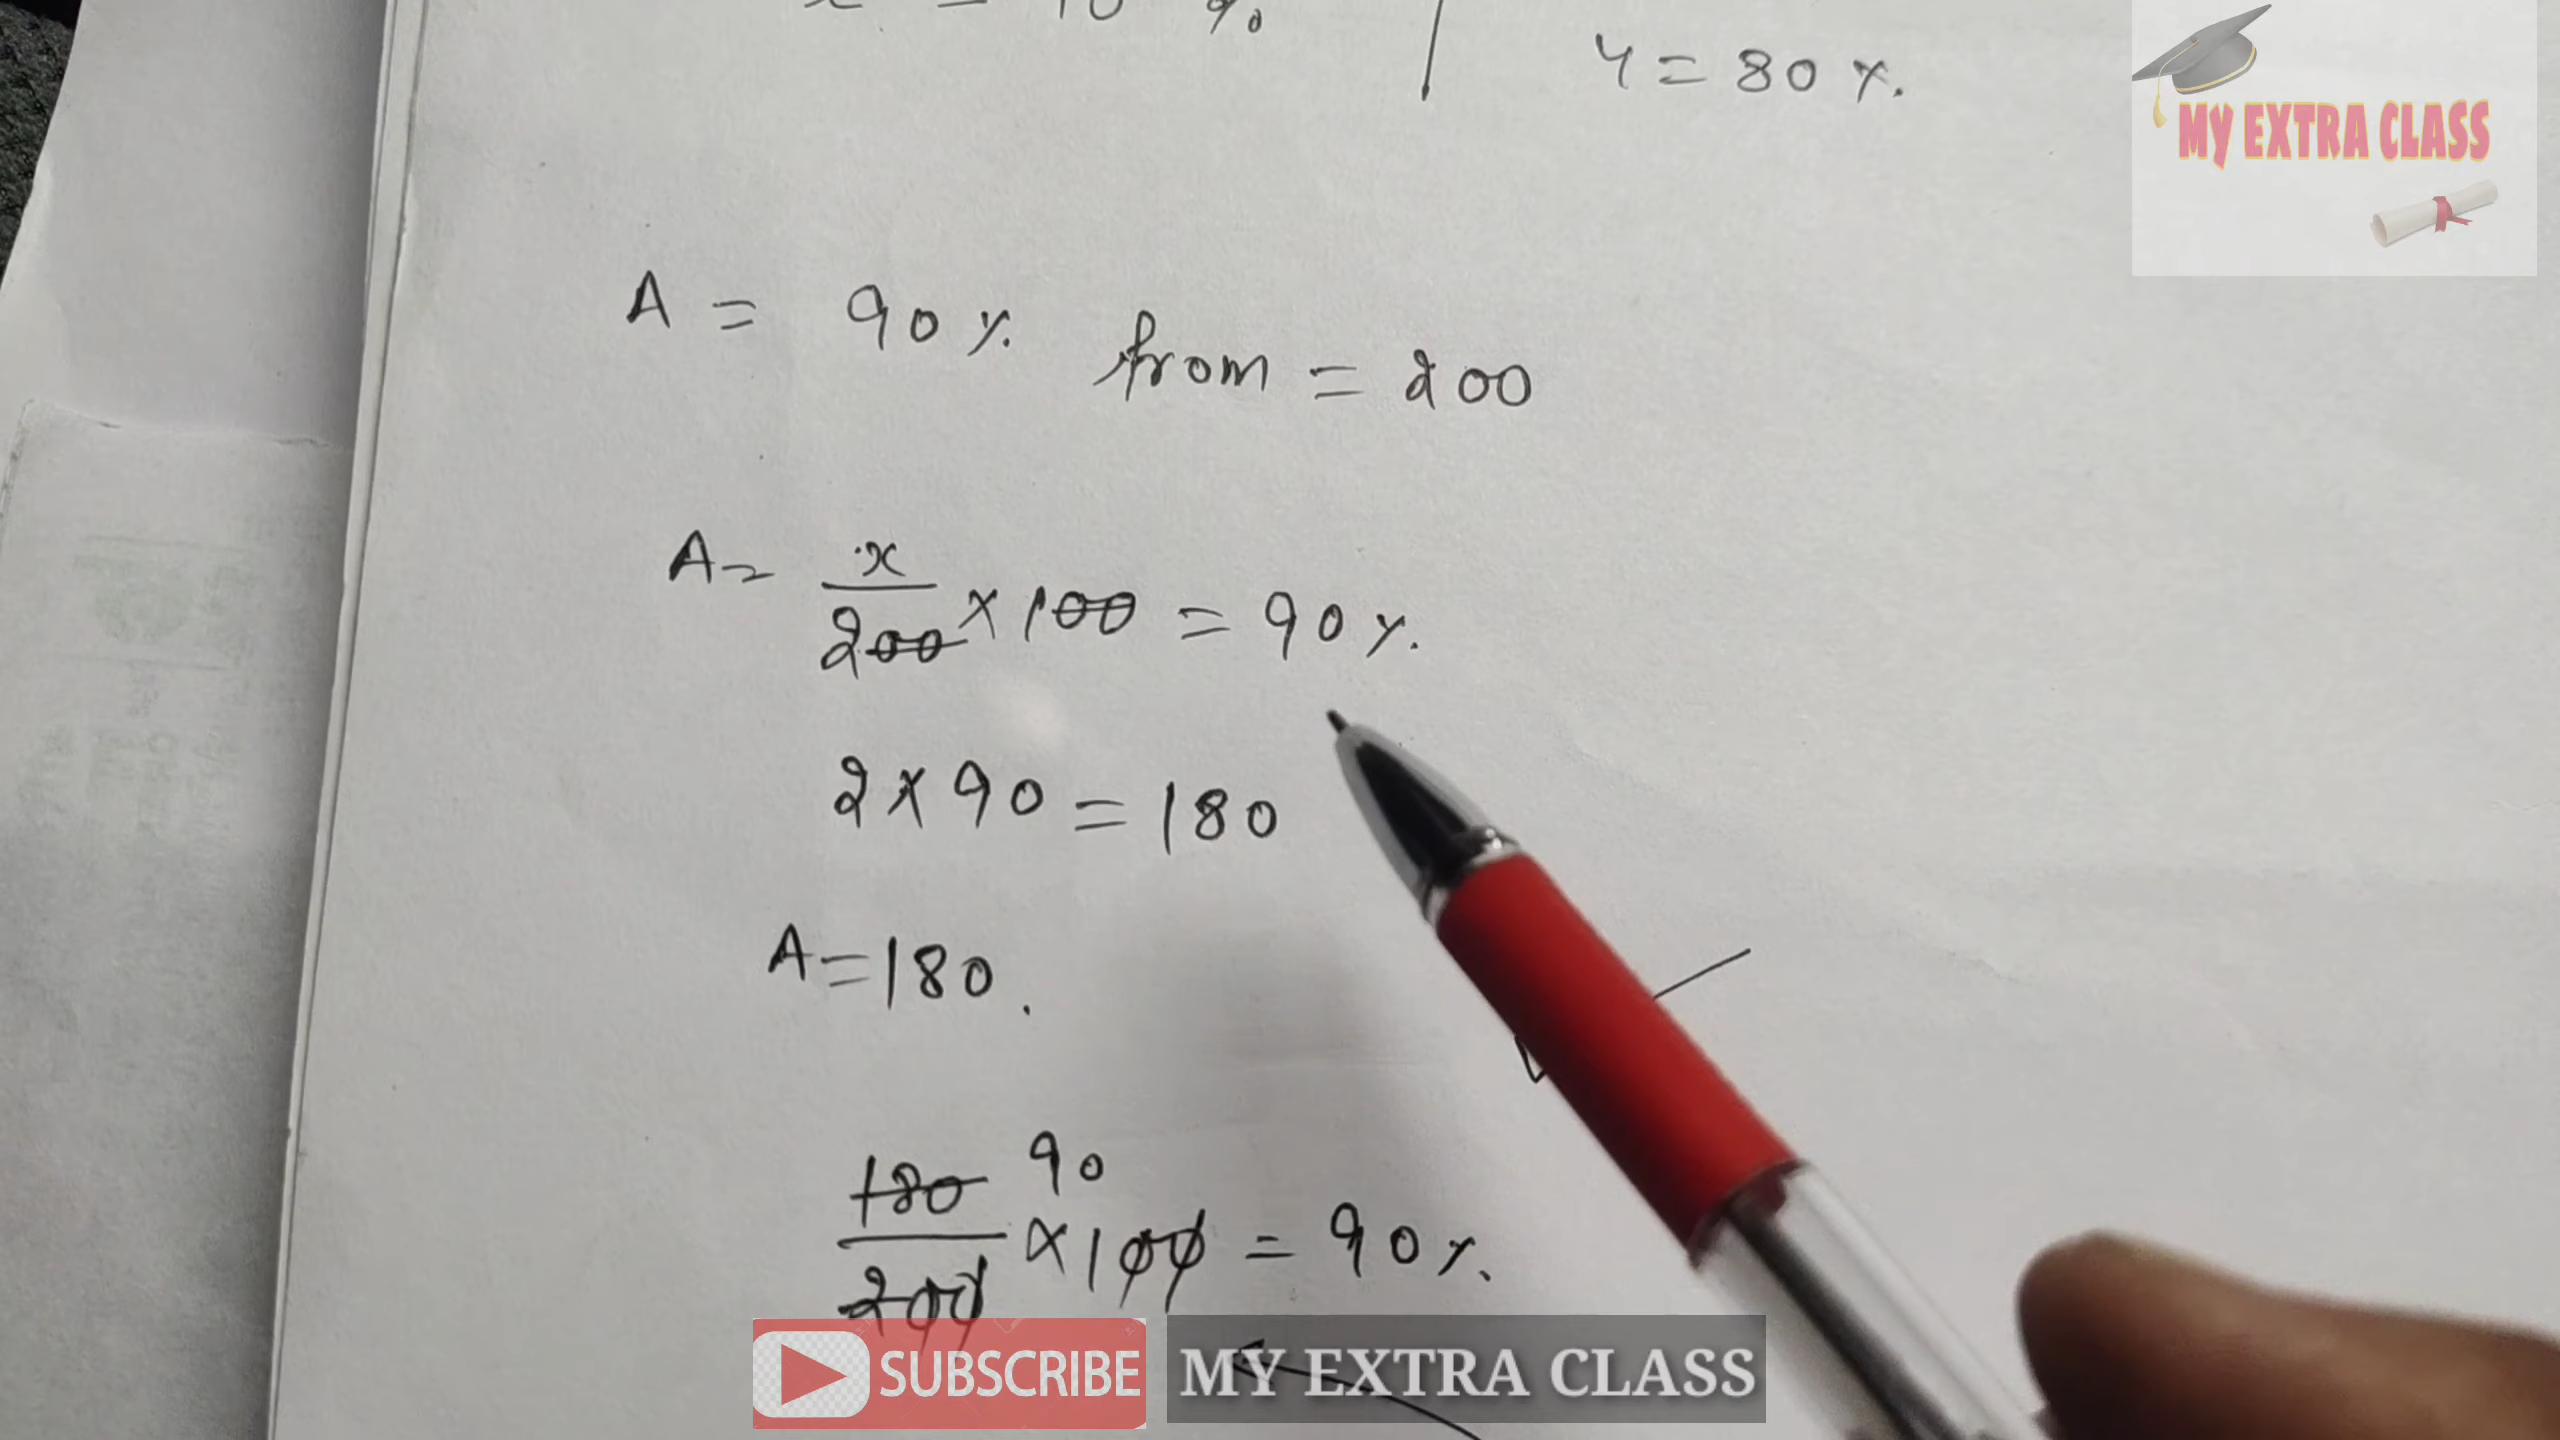 Y = 80 %.
MY EXTRA CLASS
A = 90 %. from = 200
A = x/200 × 100 = 90 %.
2 × 90 = 180
A = 180.
180/200 × 100 = 90 %.
90
SUBSCRIBE MY EXTRA CLASS